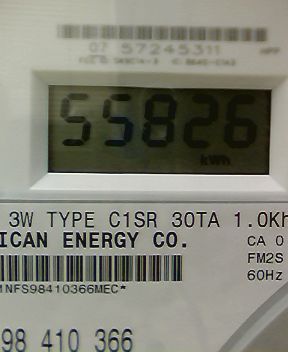 07 57245311
55826
kWh
3W TYPE C1SR 30TA 1.0Kh
ICAN ENERGY CO.
CA 0
FM2S
60Hz
NFS98410366MEC*
98 410 366